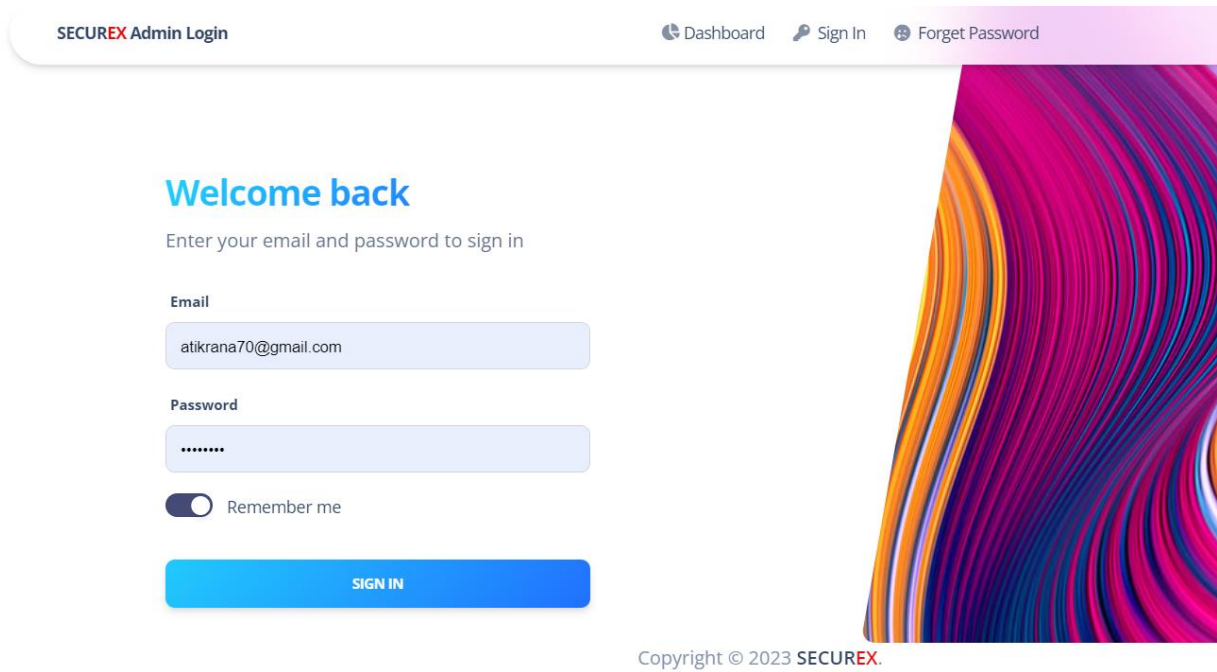 SECUREX Admin Login Dashboard Sign In Forget Password
Welcome back
Enter your email and password to sign in
Email
atikrana70@gmail.com
Password
••••••••
Remember me
SIGN IN
Copyright © 2023 SECUREX.